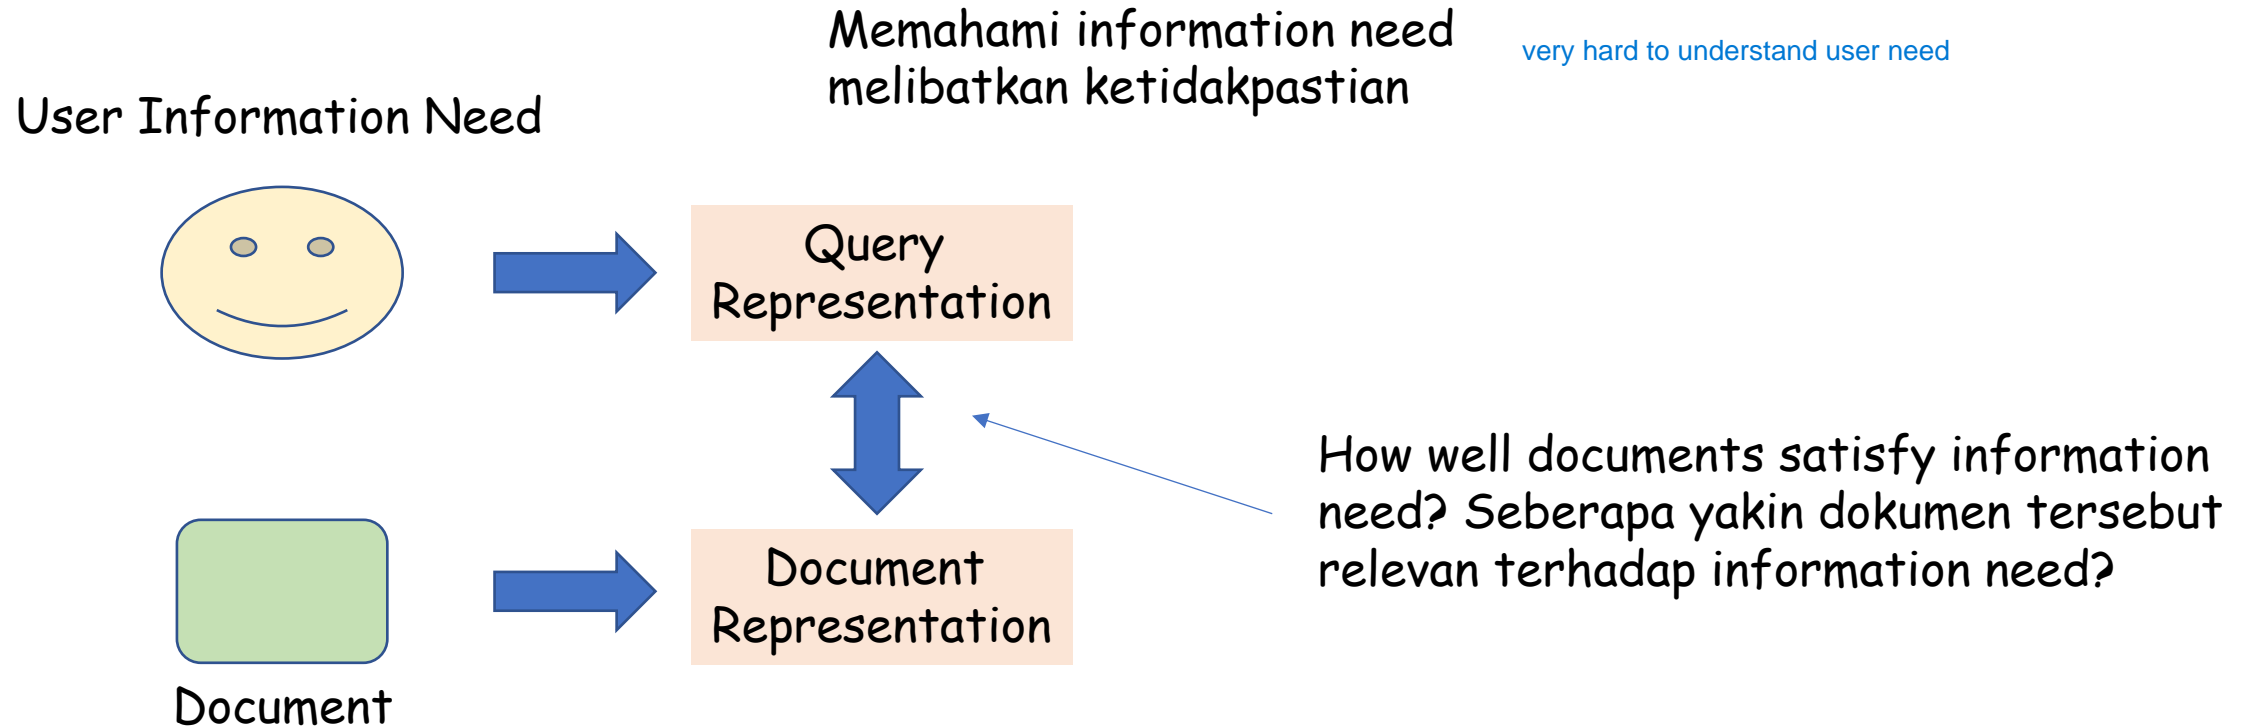 Memahami information need
melibatkan ketidakpastian
very hard to understand user need
User Information Need
Query
Representation
How well documents satisfy information
need? Seberapa yakin dokumen tersebut
relevan terhadap information need?
Document
Representation
Document